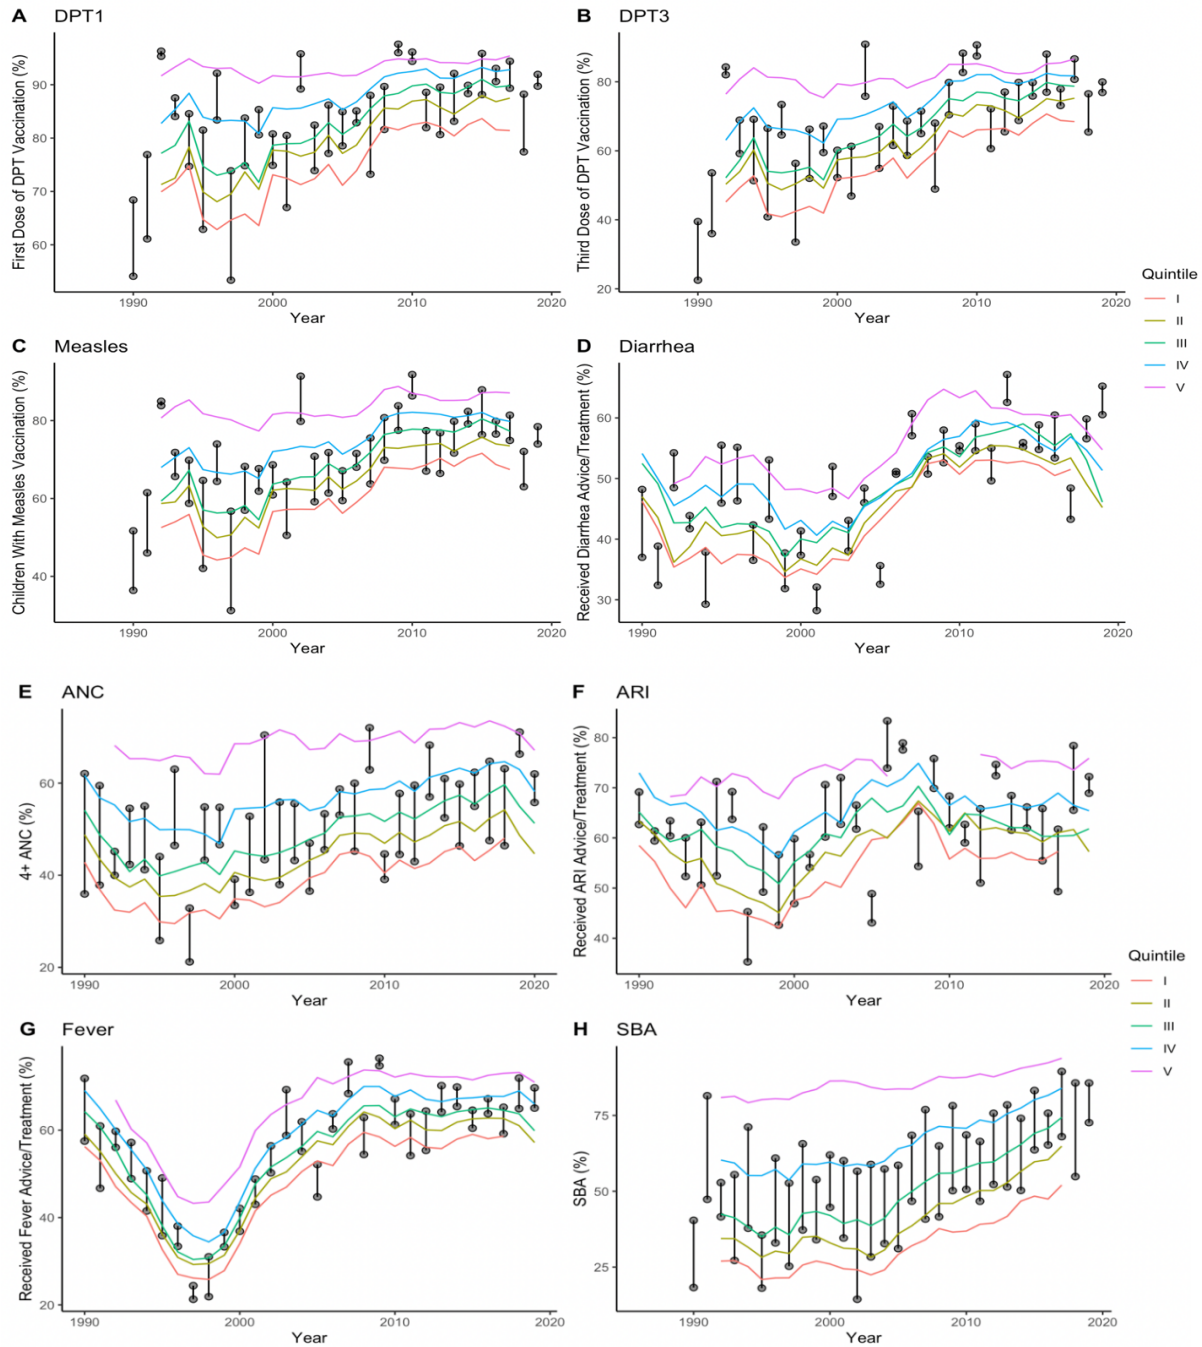 A DPT1
First Dose of DPT Vaccination (%)
90
80
70
60
1990 2000 2010 2020
Year
B DPT3
Third Dose of DPT Vaccination (%)
80
60
40
20
1990 2000 2010 2020
Year
C Measles
Children With Measles Vaccination (%)
80
60
40
1990 2000 2010 2020
Year
D Diarrhea
Received Diarrhea Advice/Treatment (%)
60
50
40
30
1990 2000 2010 2020
Year
Quintile
I
II
III
IV
V
E ANC
4+ ANC (%)
60
40
20
1990 2000 2010 2020
Year
F ARI
Received ARI Advice/Treatment (%)
80
70
60
50
40
1990 2000 2010 2020
Year
G Fever
Received Fever Advice/Treatment (%)
60
40
20
1990 2000 2010 2020
Year
H SBA
SBA (%)
75
50
25
1990 2000 2010 2020
Year
Quintile
I
II
III
IV
V